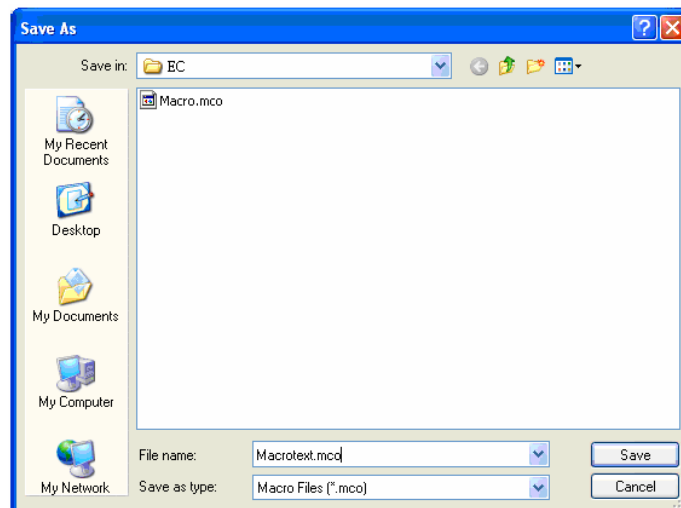 Save As
Save in:
EC
Macro.mco
My Recent
Documents
Desktop
My Documents
My Computer
My Network
File name:
Macrotext.mco
Save
Save as type:
Macro Files (*.mco)
Cancel